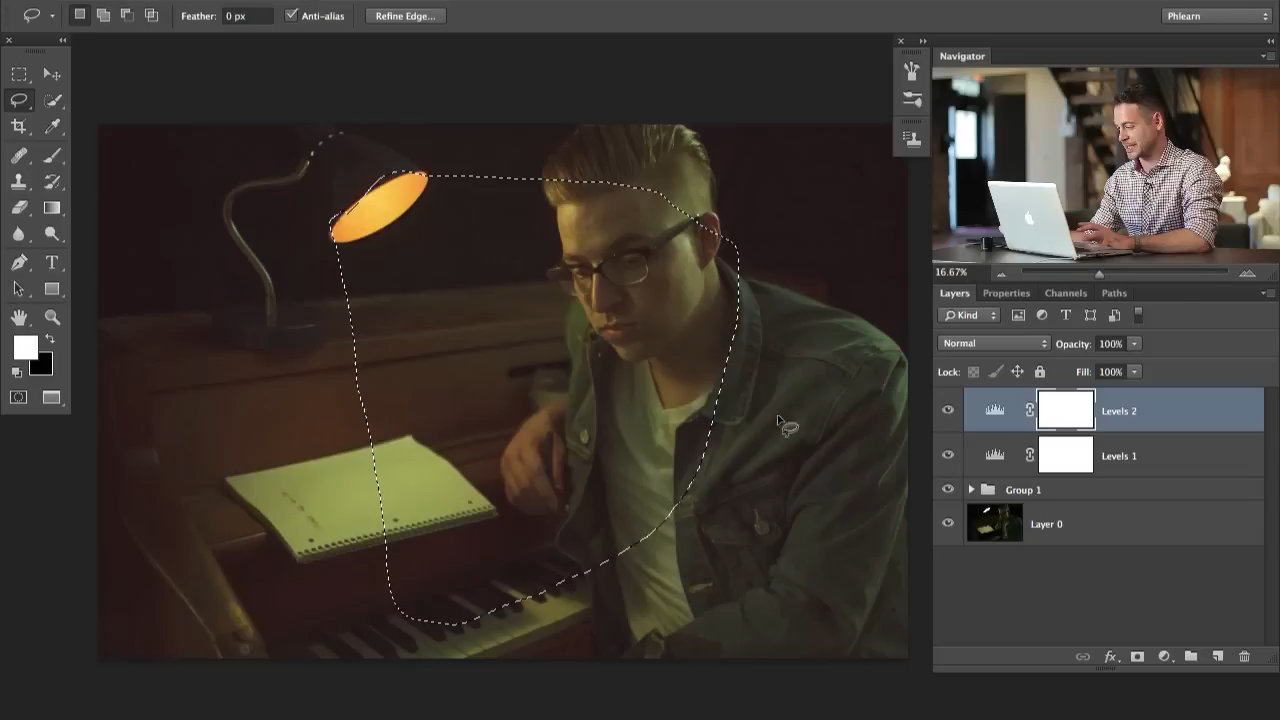 Feather: 0 px Anti-alias Refine Edge... Phlearn
Navigator
16.67%
Layers Properties Channels Paths
Kind T
Normal Opacity: 100%
Lock: Fill: 100%
Levels 2
Levels 1
Group 1
Layer 0
fx